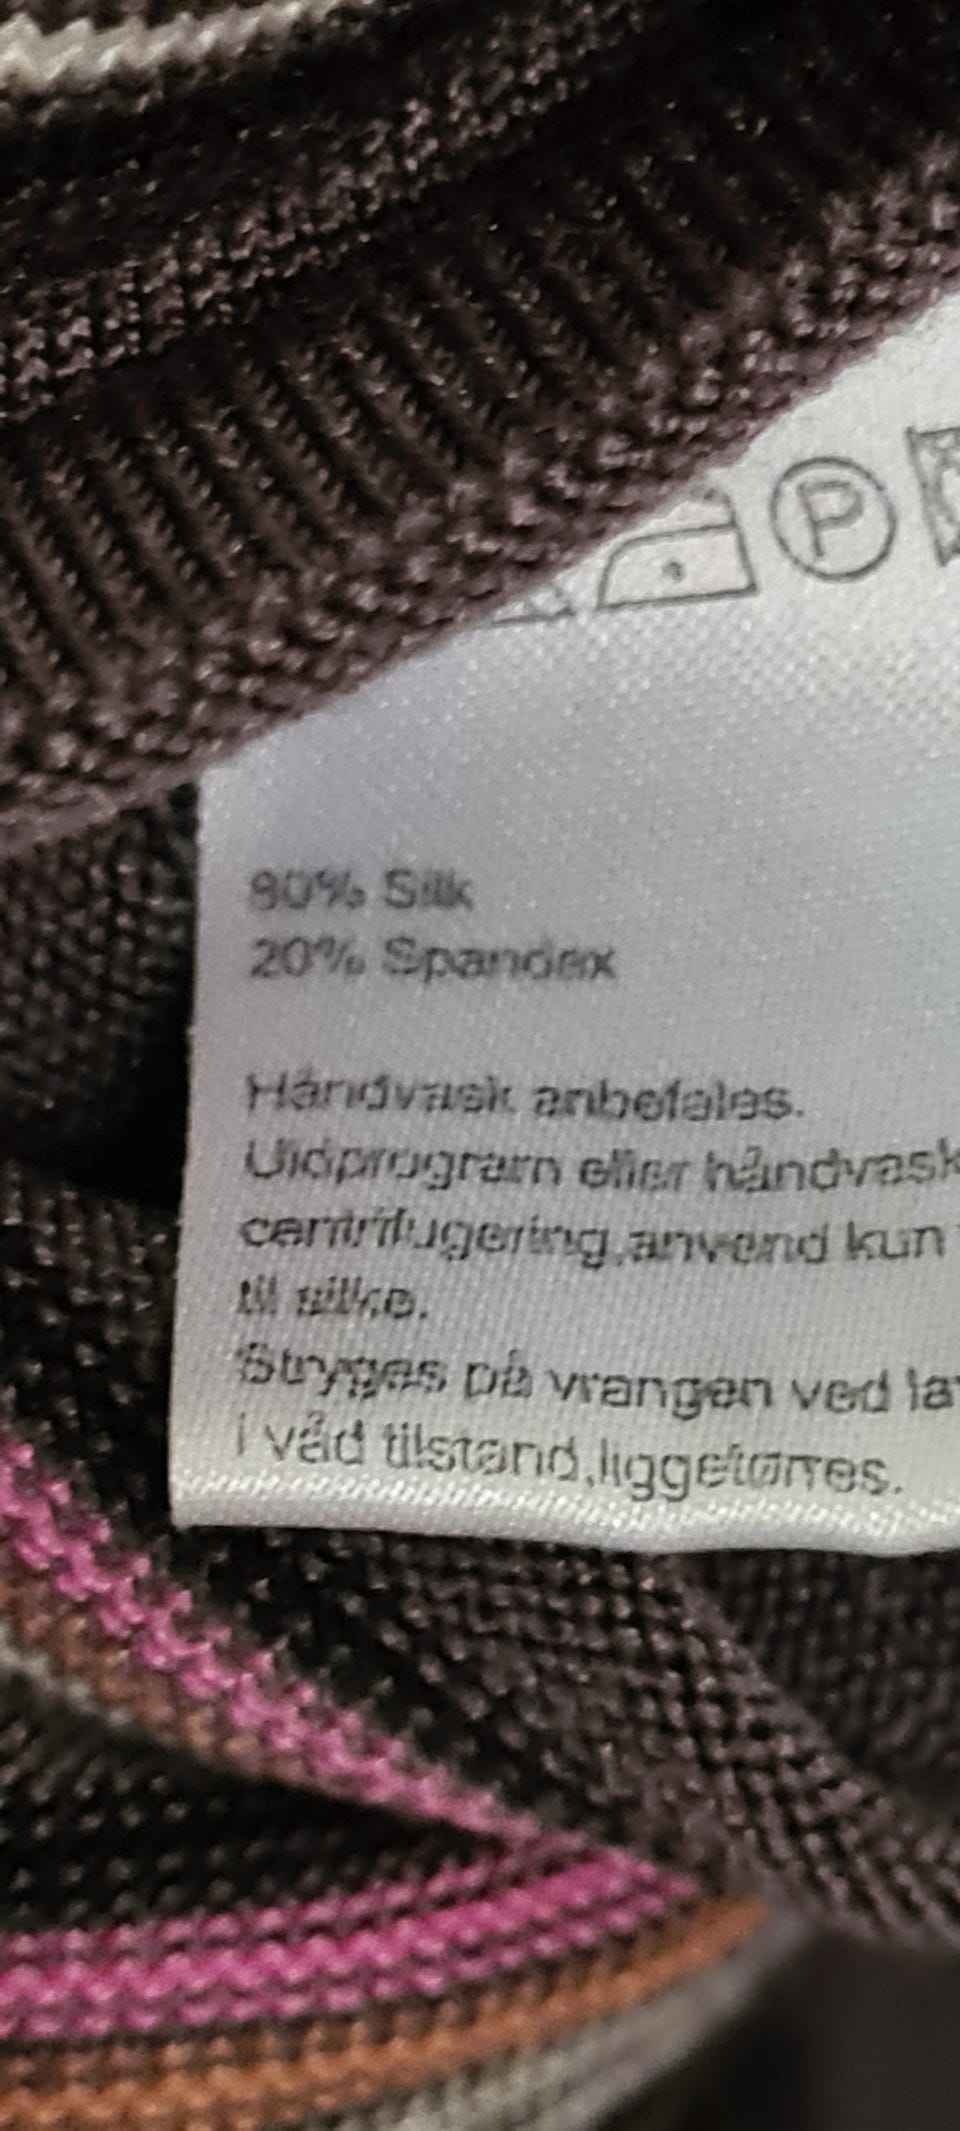 P
80% Silk
20% Spandex
Håndvask anbefales.
Uldprogram eller håndvask
centrifugering,anvend kun
til silke.
Stryges på vrangen ved la
i våd tilstand,liggetørres.